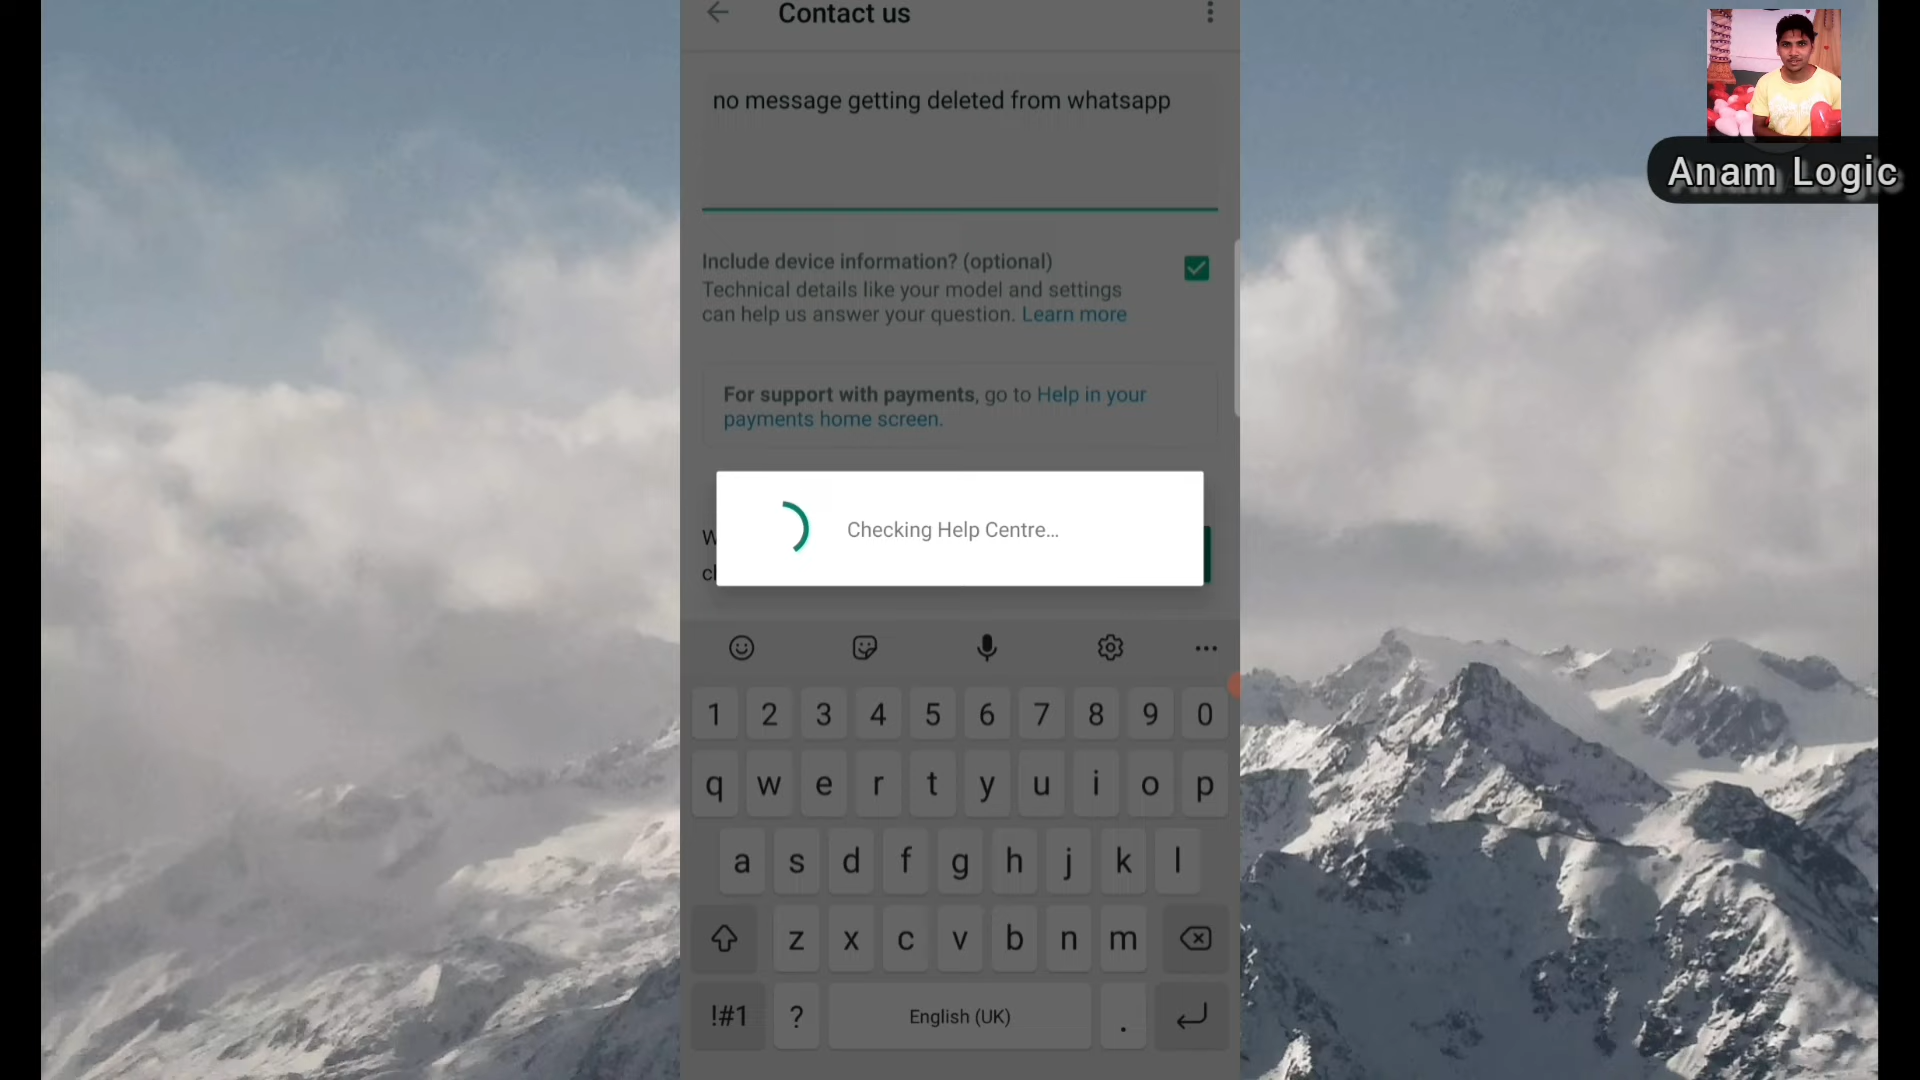 Contact us
Anam Logic
no message getting deleted from whatsapp
Include device information? (optional)
Technical details like your model and settings
can help us answer your question. Learn more
For support with payments, go to Help in your
payments home screen.
Checking Help Centre...
1 2 3 4 5 6 7 8 9 0
q w e r t y u i o p
a s d f g h j k l
z x c v b n m
!#1 ? English (UK) .